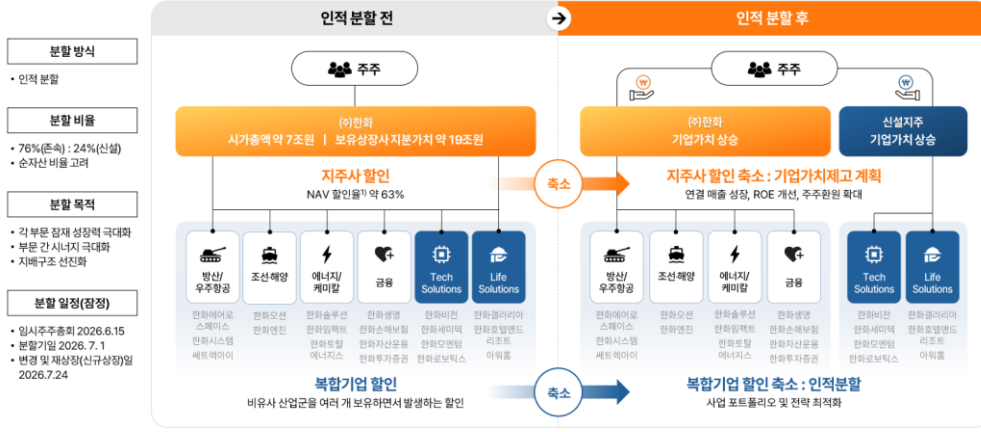 분할 방식
• 인적 분할
분할 비율
• 76%(존속) : 24%(신설)
• 순자산 비율 고려
분할 목적
• 각 부문 잠재 성장력 극대화
• 부문 간 시너지 극대화
• 지배구조 선진화
분할 일정(잠정)
• 임시주주총회 2026.6.15
• 분할기일 2026. 7. 1
• 변경 및 재상장(신규상장)일
2026.7.24
인적 분할 전
주주
㈜한화
시가총액 약 7조원 | 보유상장사 지분가치 약 19조원
지주사 할인
NAV 할인율1) 약 63%
방산/
우주항공
조선·해양
에너지/
케미칼
금융
Tech
Solutions
Life
Solutions
한화에어로
스페이스
한화시스템
쎄트렉아이
한화오션
한화엔진
한화솔루션
한화임팩트
한화토탈
에너지스
한화생명
한화손해보험
한화자산운용
한화투자증권
한화비전
한화세미텍
한화모멘텀
한화로보틱스
한화갤러리아
한화호텔앤드
리조트
아워홈
복합기업 할인
비유사 산업군을 여러 개 보유하면서 발생하는 할인
축소
축소
인적 분할 후
주주
₩
₩
㈜한화
기업가치 상승
신설지주
기업가치 상승
지주사 할인 축소 : 기업가치제고 계획
연결 매출 성장, ROE 개선, 주주환원 확대
방산/
우주항공
조선·해양
에너지/
케미칼
금융
Tech
Solutions
Life
Solutions
한화에어로
스페이스
한화시스템
쎄트렉아이
한화오션
한화엔진
한화솔루션
한화임팩트
한화토탈
에너지스
한화생명
한화손해보험
한화자산운용
한화투자증권
한화비전
한화세미텍
한화모멘텀
한화로보틱스
한화갤러리아
한화호텔앤드
리조트
아워홈
복합기업 할인 축소 : 인적분할
사업 포트폴리오 및 전략 최적화